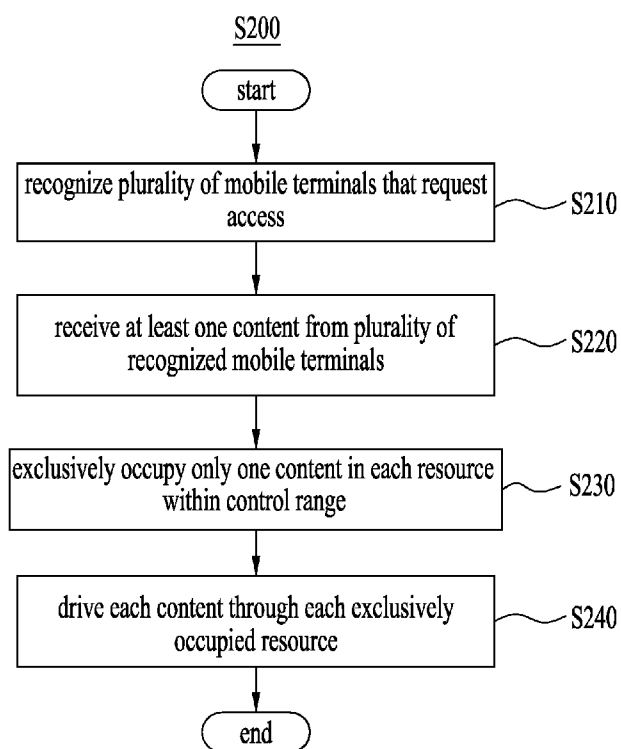 S200
start
recognize plurality of mobile terminals that request
access
S210
receive at least one content from plurality of
recognized mobile terminals
S220
exclusively occupy only one content in each resource
within control range
S230
drive each content through each exclusively
occupied resource
S240
end